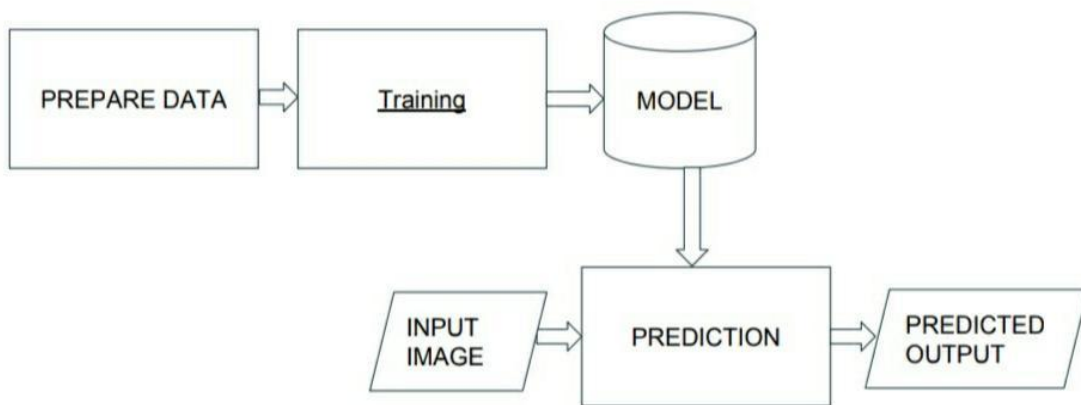 PREPARE DATA
Training
MODEL
INPUT
IMAGE
PREDICTION
PREDICTED
OUTPUT